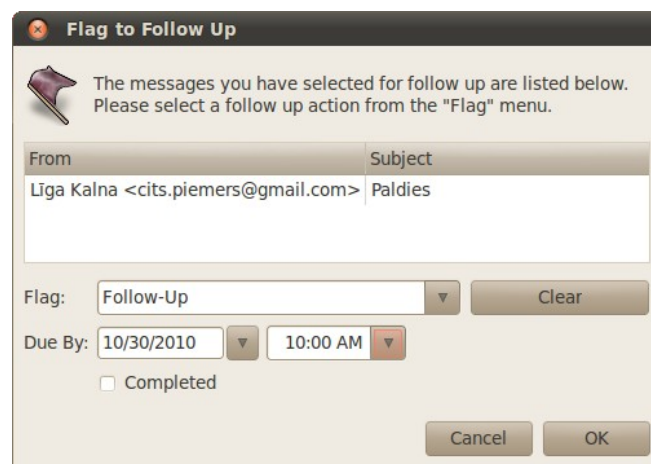 Flag to Follow Up
The messages you have selected for follow up are listed below.
Please select a follow up action from the "Flag" menu.
From Subject
Līga Kalna <cits.piemers@gmail.com> Paldies
Flag: Follow-Up Clear
Due By: 10/30/2010 10:00 AM
Completed
Cancel OK